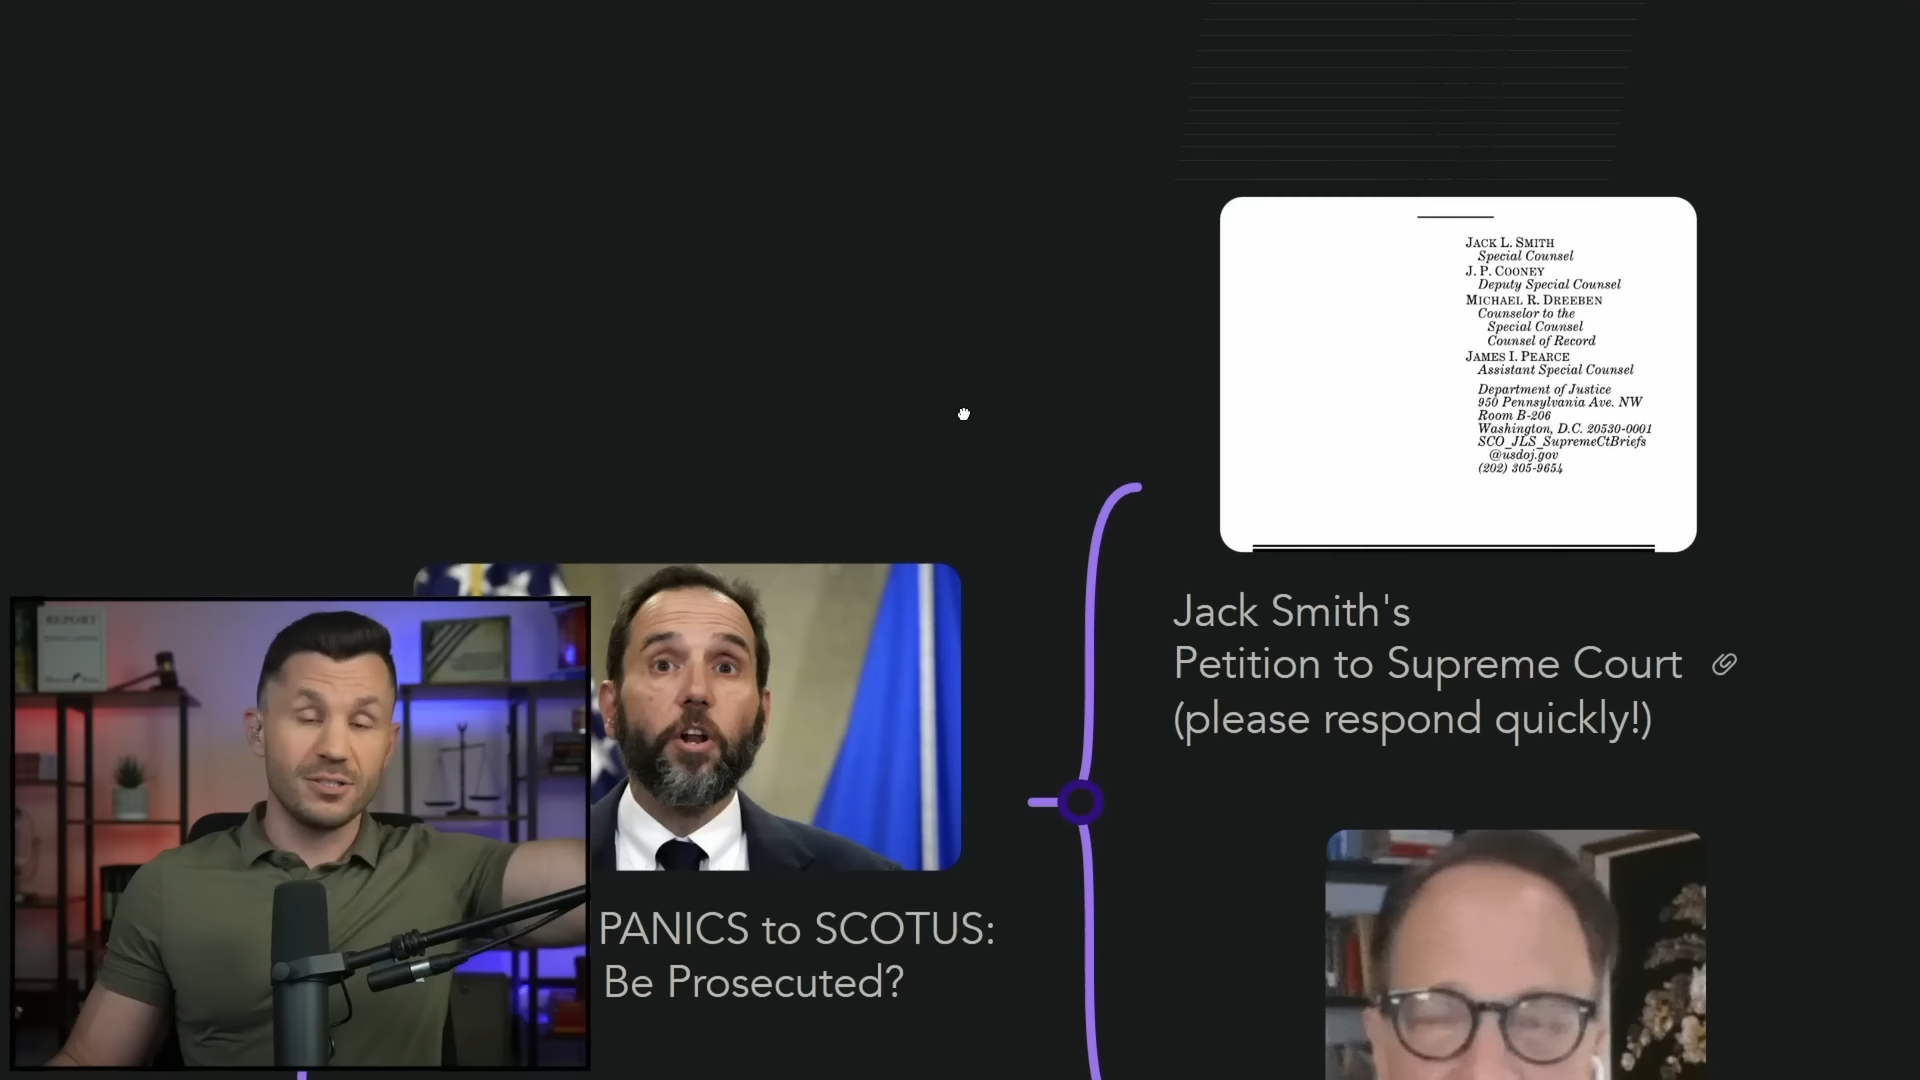 JACK L. SMITH
Special Counsel
J. P. COONEY
Deputy Special Counsel
MICHAEL R. DREEBEN
Counselor to the
Special Counsel
Counsel of Record
JAMES I. PEARCE
Assistant Special Counsel
Department of Justice
950 Pennsylvania Ave. NW
Room B-206
Washington, D.C. 20530-0001
SCO_JLS_SupremeCtBriefs
@usdoj.gov
(202) 305-9654
Jack Smith's
Petition to Supreme Court
(please respond quickly!)
REPORT
PANICS to SCOTUS:
Be Prosecuted?